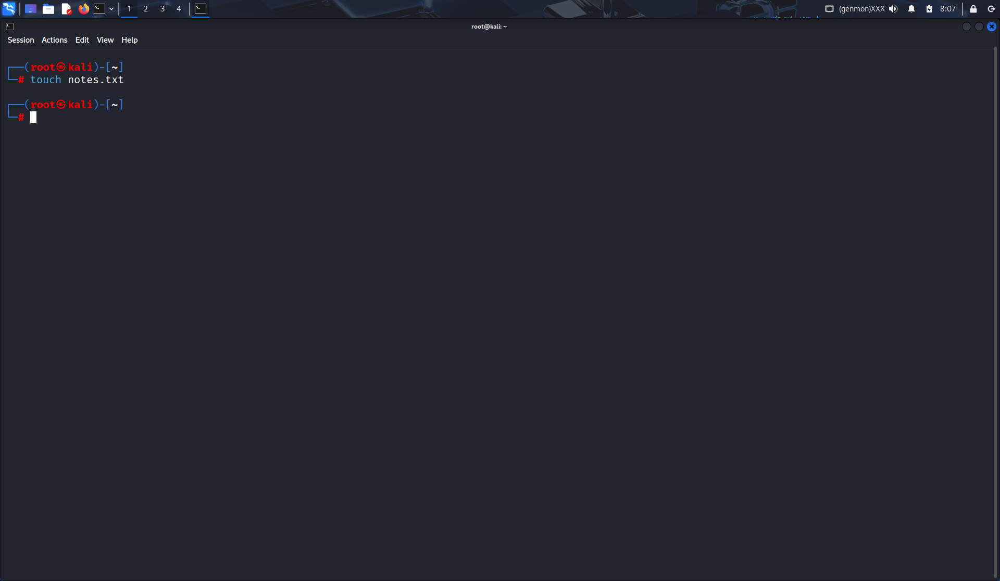 1 2 3 4 (genmon)XXX 8:07
root@kali: ~
Session Actions Edit View Help
┌──(root㉿kali)-[~]
└─# touch notes.txt
┌──(root㉿kali)-[~]
└─#